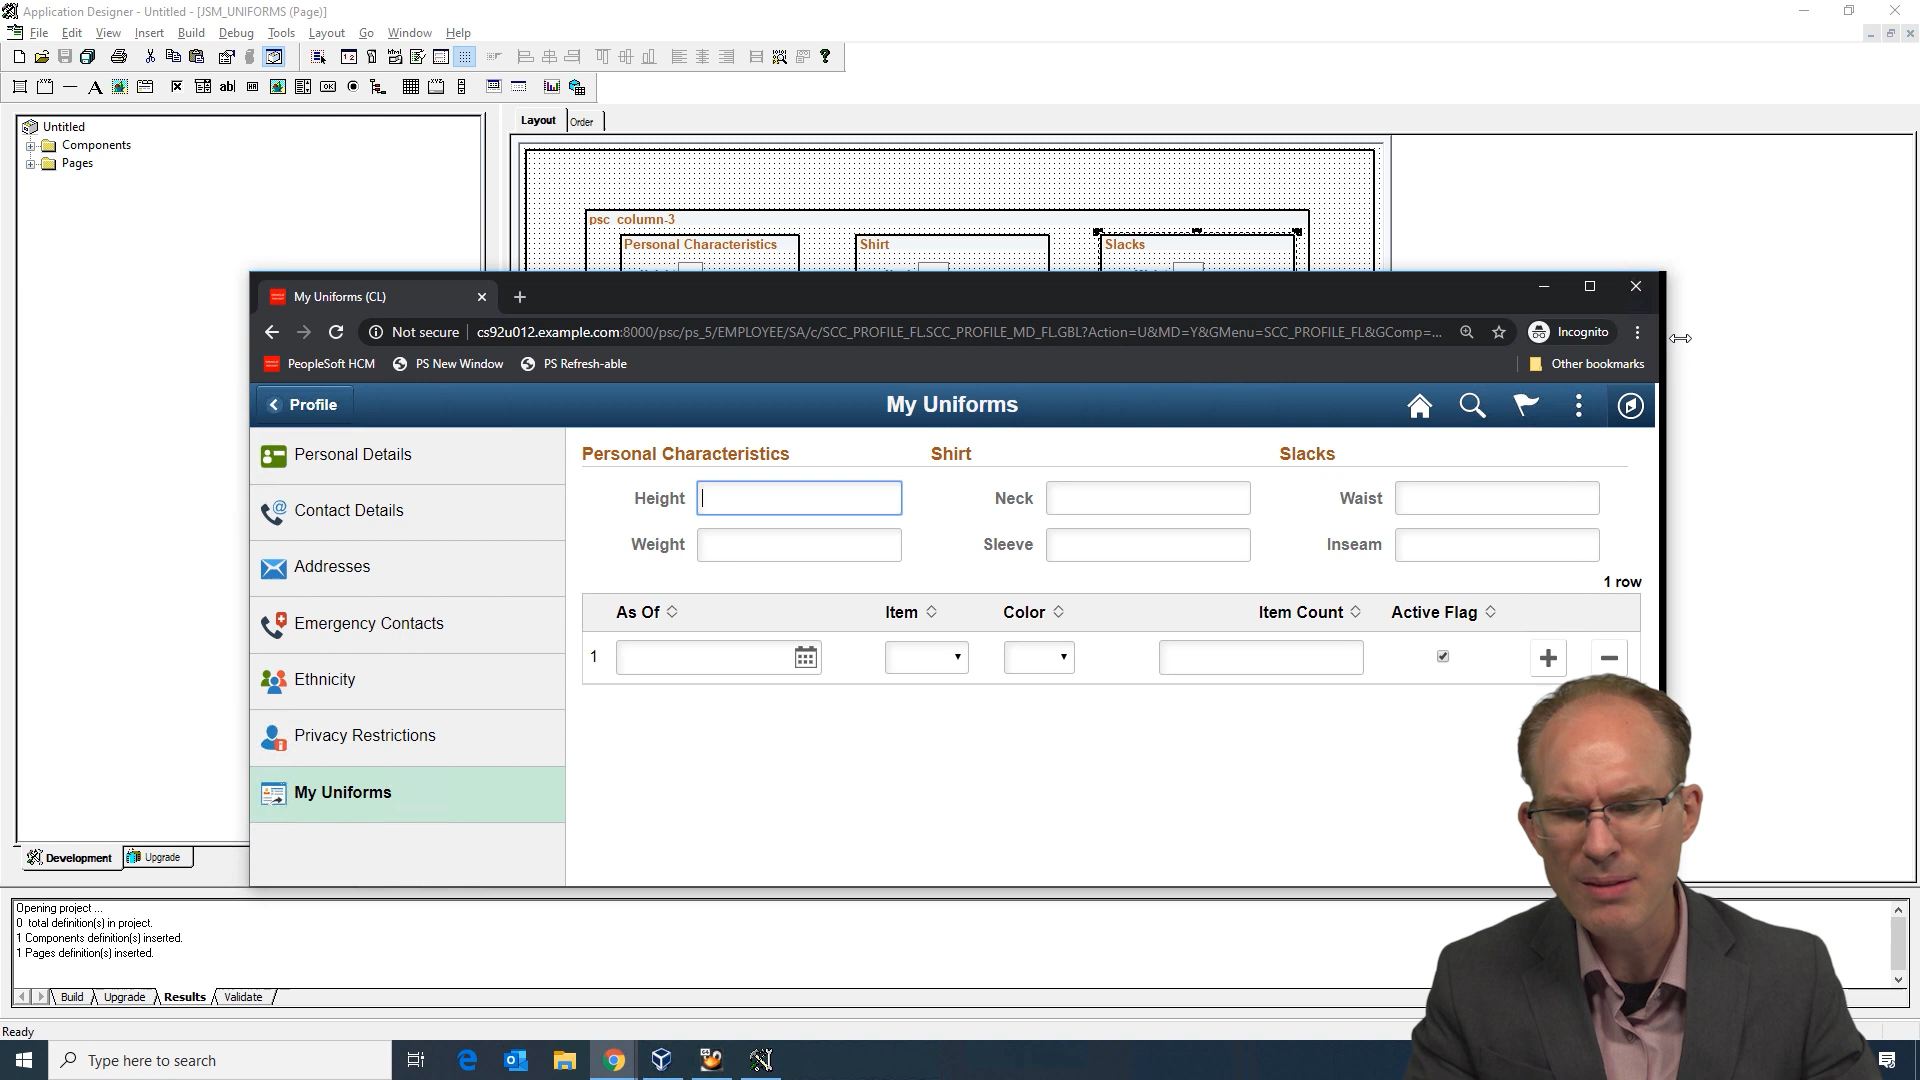 Application Designer - Untitled - [JSM_UNIFORMS (Page)]
File Edit View Insert Build Debug Tools Layout Go Window Help
Untitled
Components
Pages
Layout Order
psc_column-3
Personal Characteristics Shirt Slacks
My Uniforms (CL)
Not secure cs92u012.example.com:8000/psc/ps_5/EMPLOYEE/SA/c/SCC_PROFILE_FL.SCC_PROFILE_MD_FL.GBL?Action=U&MD=Y&GMenu=SCC_PROFILE_FL&GComp=... Incognito
PeopleSoft HCM PS New Window PS Refresh-able Other bookmarks
Profile My Uniforms
Personal Details
Contact Details
Addresses
Emergency Contacts
Ethnicity
Privacy Restrictions
My Uniforms
Personal Characteristics Shirt Slacks
Height Neck Waist
Weight Sleeve Inseam
1 row
As Of Item Color Item Count Active Flag
1
Development Upgrade
Opening project ...
0 total definition(s) in project.
1 Components definition(s) inserted.
1 Pages definition(s) inserted.
Build Upgrade Results Validate
Ready
Type here to search